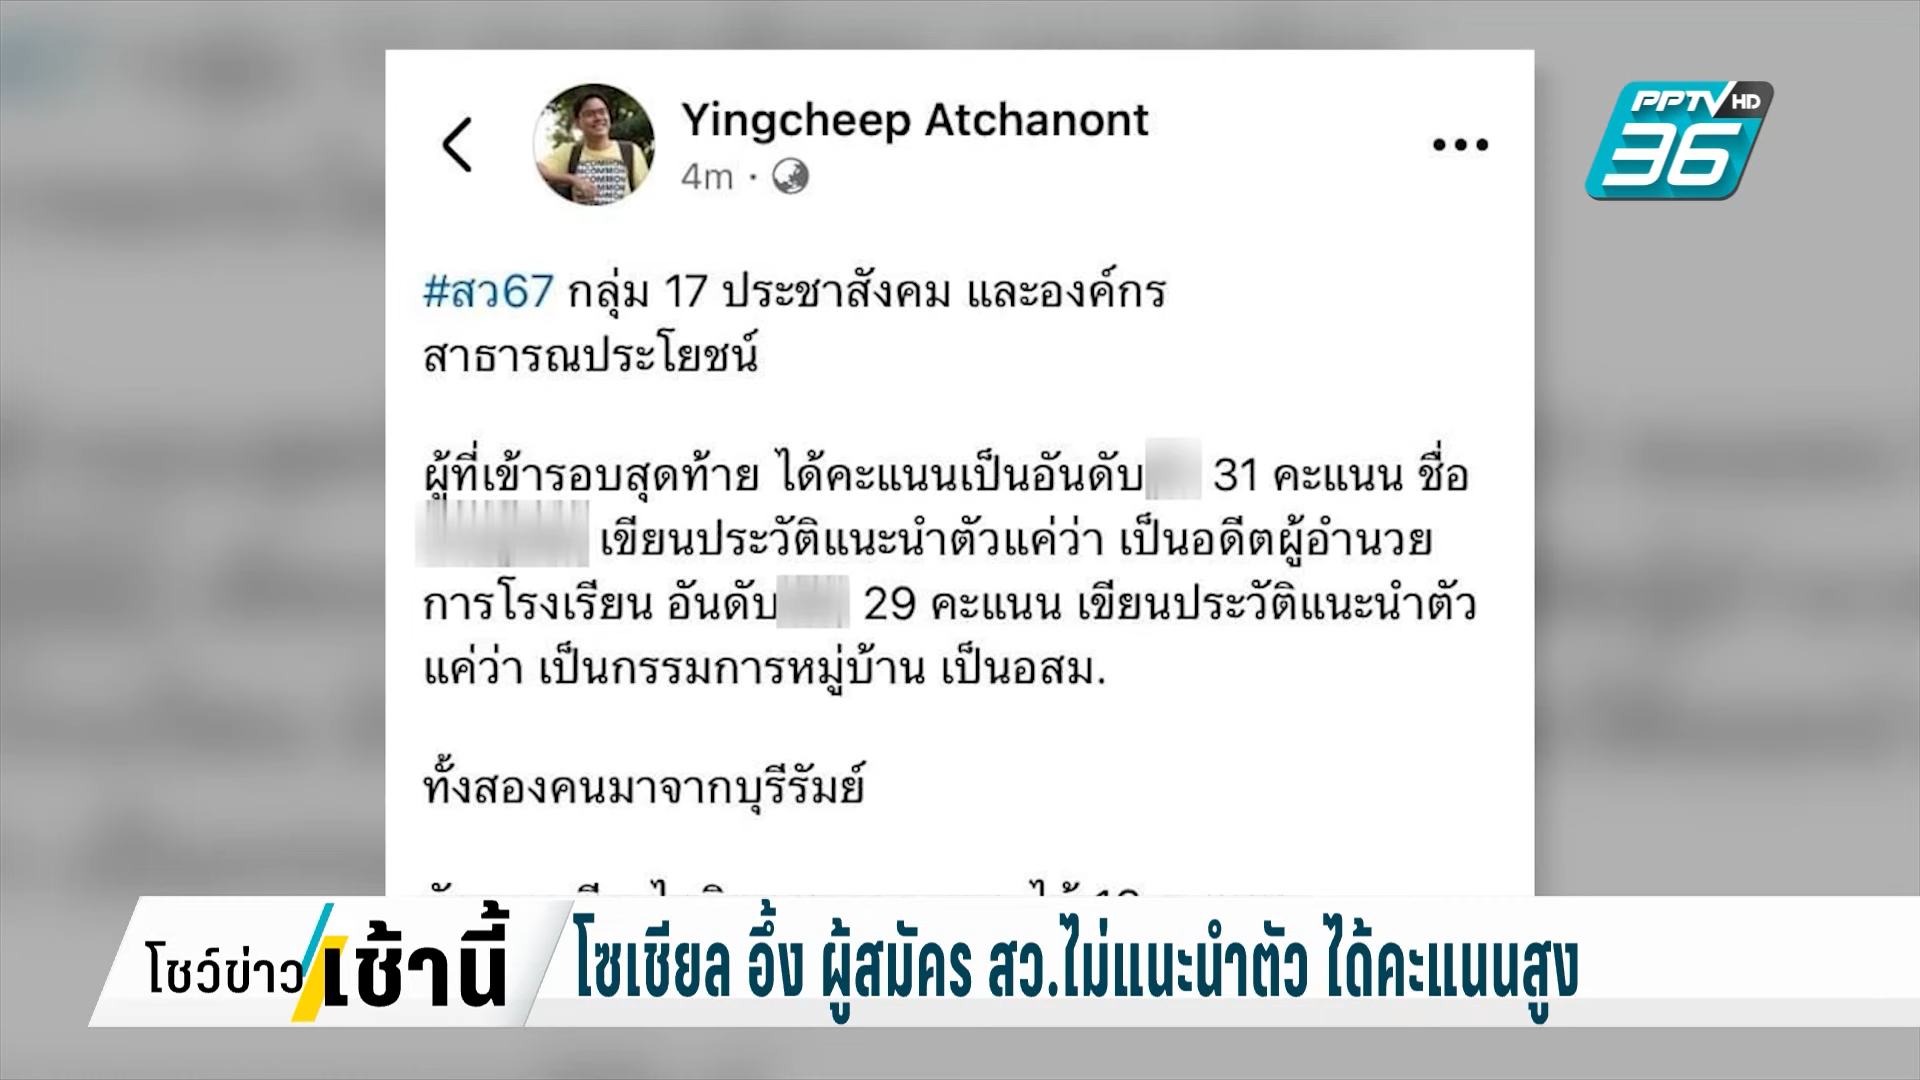 Yingcheep Atchanont
4m
PPTV HD
36
#สว67 กลุ่ม 17 ประชาสังคม และองค์กร
สาธารณประโยชน์
ผู้ที่เข้ารอบสุดท้าย ได้คะแนนเป็นอันดับ 31 คะแนน ชื่อ
เขียนประวัติแนะนำตัวแค่ว่า เป็นอดีตผู้อำนวย
การโรงเรียน อันดับ 29 คะแนน เขียนประวัติแนะนำตัว
แค่ว่า เป็นกรรมการหมู่บ้าน เป็นอสม.
ทั้งสองคนมาจากบุรีรัมย์
โชว์ข่าวเช้านี้
โซเชียล อึ้ง ผู้สมัคร สว.ไม่แนะนำตัว ได้คะแนนสูง